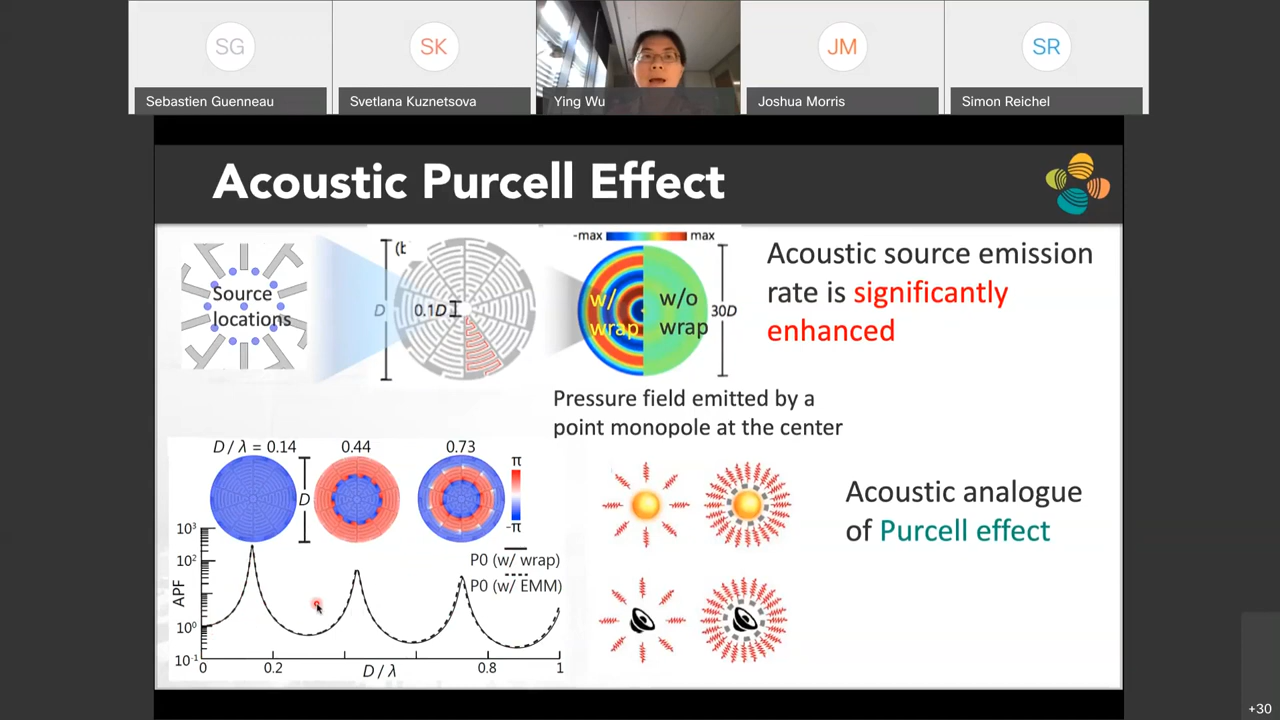 SG
SK
JM
SR
Sebastien Guenneau
Svetlana Kuznetsova
Ying Wu
Joshua Morris
Simon Reichel
Acoustic Purcell Effect
Source
locations
D
(b
0.1D
-max
max
w/
wrap
w/o
wrap
30D
Acoustic source emission
rate is significantly
enhanced
Pressure field emitted by a
point monopole at the center
D / λ = 0.14
0.44
0.73
D
π
-π
10³
10²
10⁰
10⁻¹
APF
P0 (w/ wrap)
P0 (w/ EMM)
0
0.2
0.8
1
D / λ
Acoustic analogue
of Purcell effect
+30